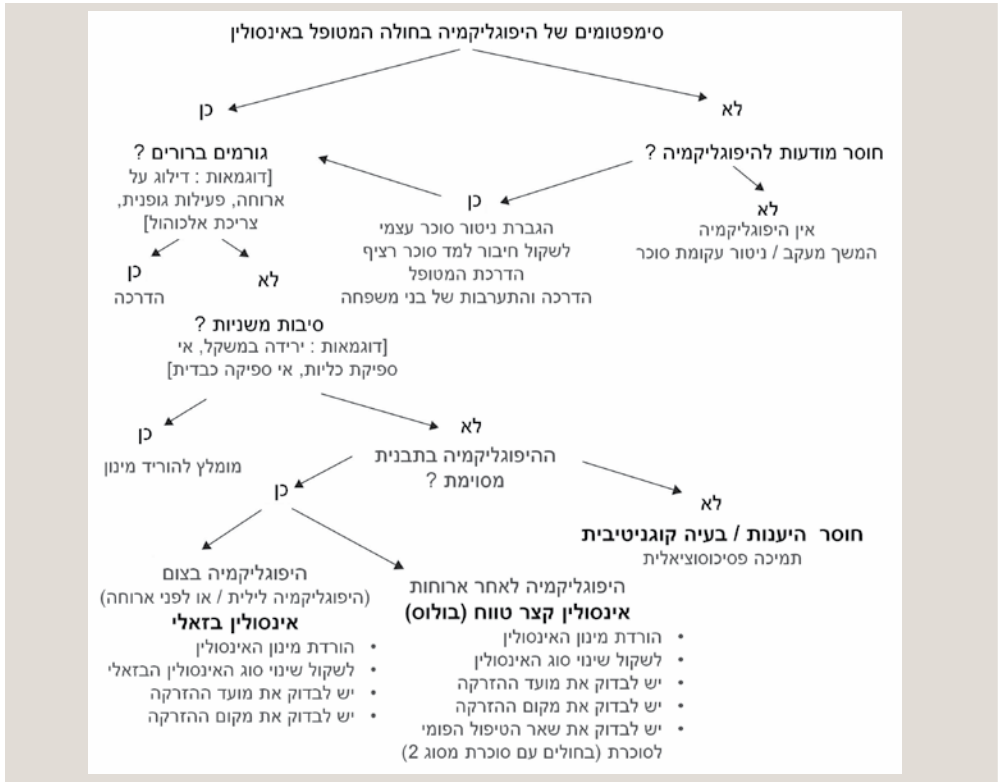 סימפטומים של היפוגליקמיה בחולה המטופל באינסולין
כן
לא
גורמים ברורים ?
[דוגמאות : דילוג על
ארוחה, פעילות גופנית,
צריכת אלכוהול]
חוסר מודעות להיפוגליקמיה ?
כן
הגברת ניטור סוכר עצמי
לשקול חיבור למד סוכר רציף
הדרכת המטופל
הדרכה והתערבות של בני משפחה
לא
אין היפוגליקמיה
המשך מעקב / ניטור עקומת סוכר
כן
הדרכה
לא
סיבות משניות ?
[דוגמאות : ירידה במשקל, אי
ספיקת כליות, אי ספיקה כבדית]
כן
מומלץ להוריד מינון
לא
ההיפוגליקמיה בתבנית
מסוימת ?
כן
לא
חוסר היענות / בעיה קוגניטיבית
תמיכה פסיכוסוציאלית
היפוגליקמיה לאחר ארוחות
אינסולין קצר טווח (בולוס)
• הורדת מינון האינסולין
• לשקול שינוי סוג האינסולין
• יש לבדוק את מועד ההזרקה
• יש לבדוק את מקום ההזרקה
• יש לבדוק את שאר הטיפול הפומי
לסוכרת (בחולים עם סוכרת מסוג 2)
היפוגליקמיה בצום
(היפוגליקמיה לילית / או לפני ארוחה)
אינסולין בזאלי
• הורדת מינון האינסולין
• לשקול שינוי סוג האינסולין הבזאלי
• יש לבדוק את מועד ההזרקה
• יש לבדוק את מקום ההזרקה